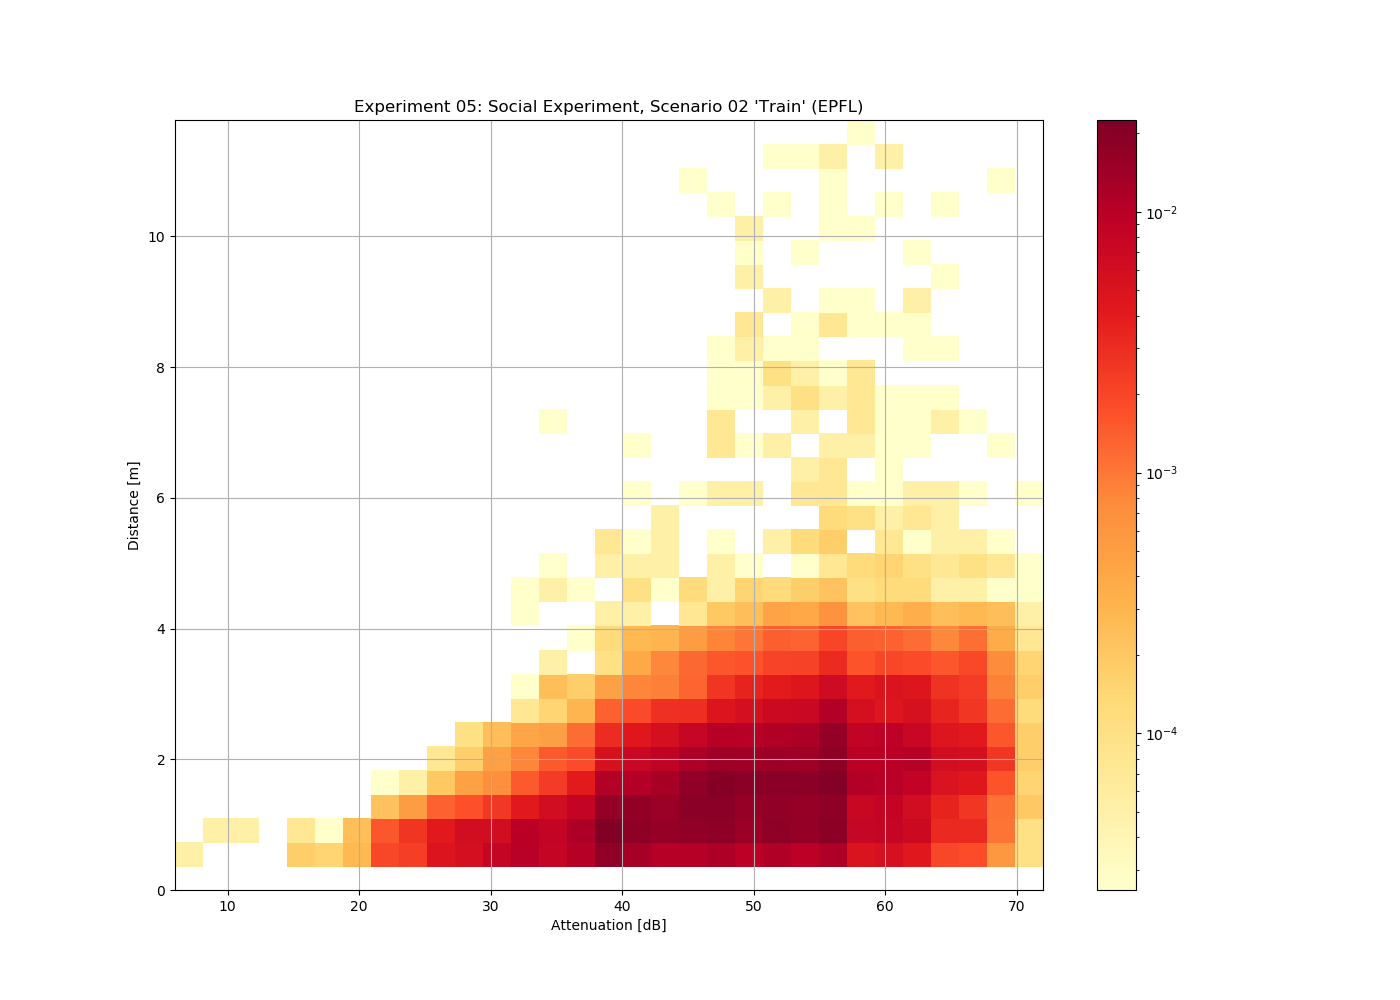 Experiment 05: Social Experiment, Scenario 02 'Train' (EPFL)
Distance [m]
10
8
6
4
2
0
10 20 30 40 50 60 70
Attenuation [dB]
10⁻²
10⁻³
10⁻⁴